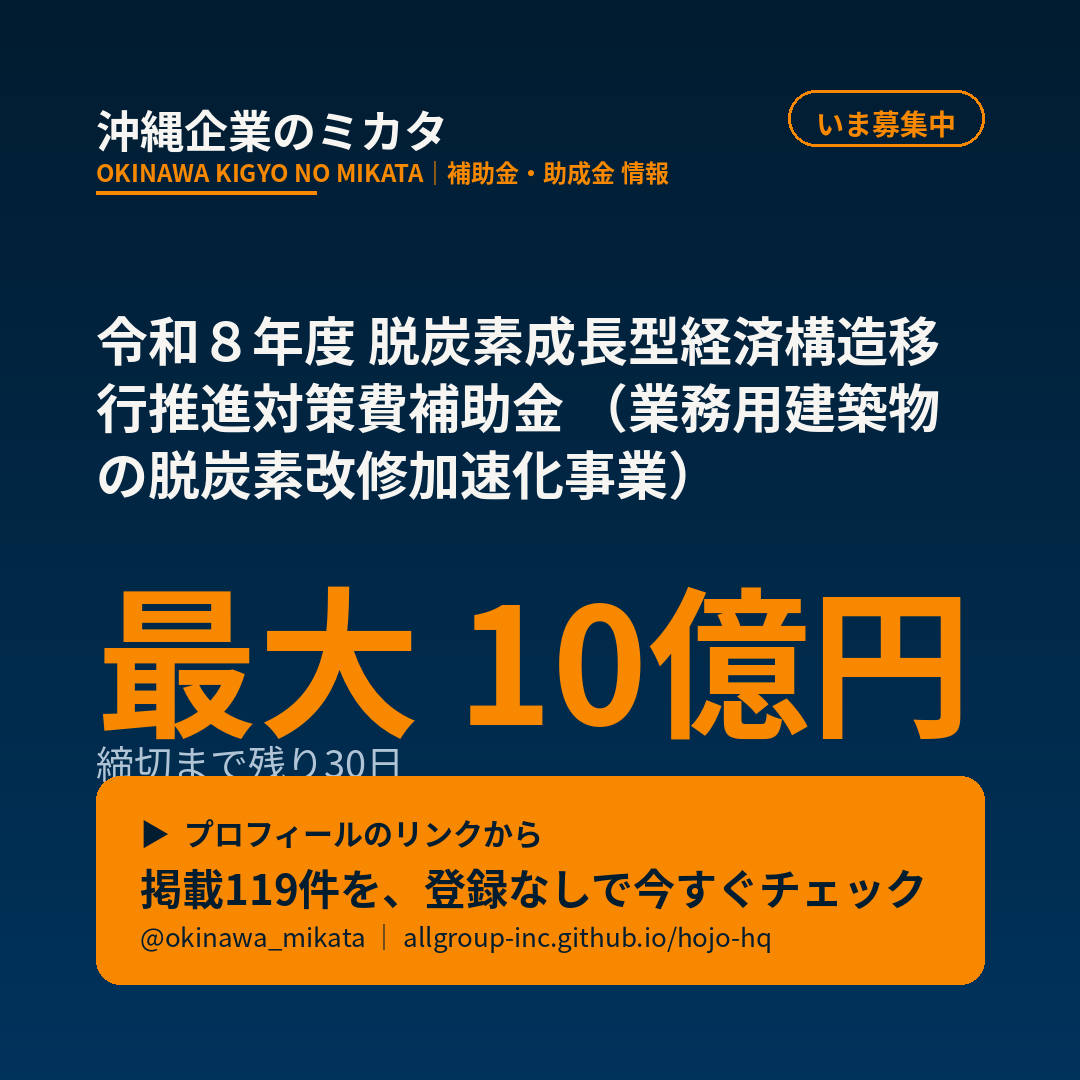 沖縄企業のミカタ
いま募集中
OKINAWA KIGYO NO MIKATA｜補助金・助成金 情報
令和８年度 脱炭素成長型経済構造移
行推進対策費補助金 （業務用建築物
の脱炭素改修加速化事業）
最大 10億円
締切まで残り30日
▶ プロフィールのリンクから
掲載119件を、登録なしで今すぐチェック
@okinawa_mikata ｜ allgroup-inc.github.io/hojo-hq